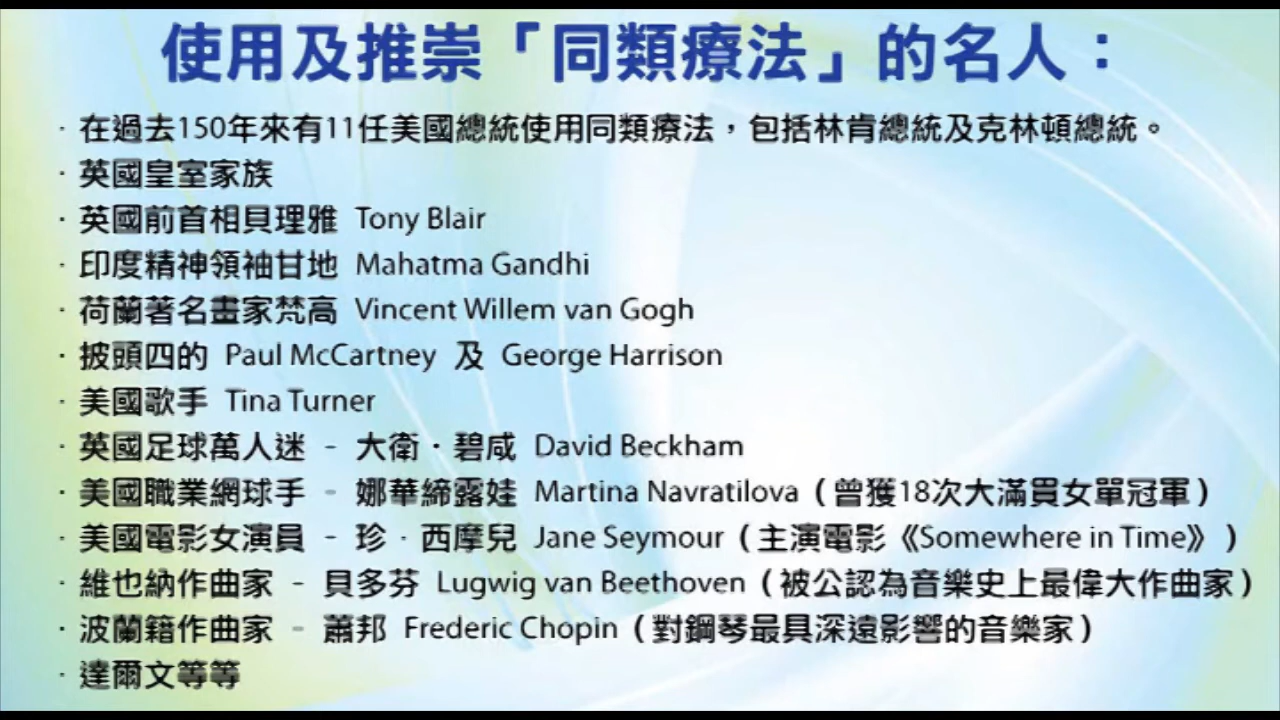 使用及推崇「同類療法」的名人：
· 在過去150年來有11任美國總統使用同類療法，包括林肯總統及克林頓總統。
· 英國皇室家族
· 英國前首相貝理雅 Tony Blair
· 印度精神領袖甘地 Mahatma Gandhi
· 荷蘭著名畫家梵高 Vincent Willem van Gogh
· 披頭四的 Paul McCartney 及 George Harrison
· 美國歌手 Tina Turner
· 英國足球萬人迷 - 大衛·碧咸 David Beckham
· 美國職業網球手 - 娜華締露娃 Martina Navratilova（曾獲18次大滿貫女單冠軍）
· 美國電影女演員 - 珍·西摩兒 Jane Seymour（主演電影《Somewhere in Time》）
· 維也納作曲家 - 貝多芬 Lugwig van Beethoven（被公認為音樂史上最偉大作曲家）
· 波蘭籍作曲家 - 蕭邦 Frederic Chopin（對鋼琴最具深遠影響的音樂家）
· 達爾文等等